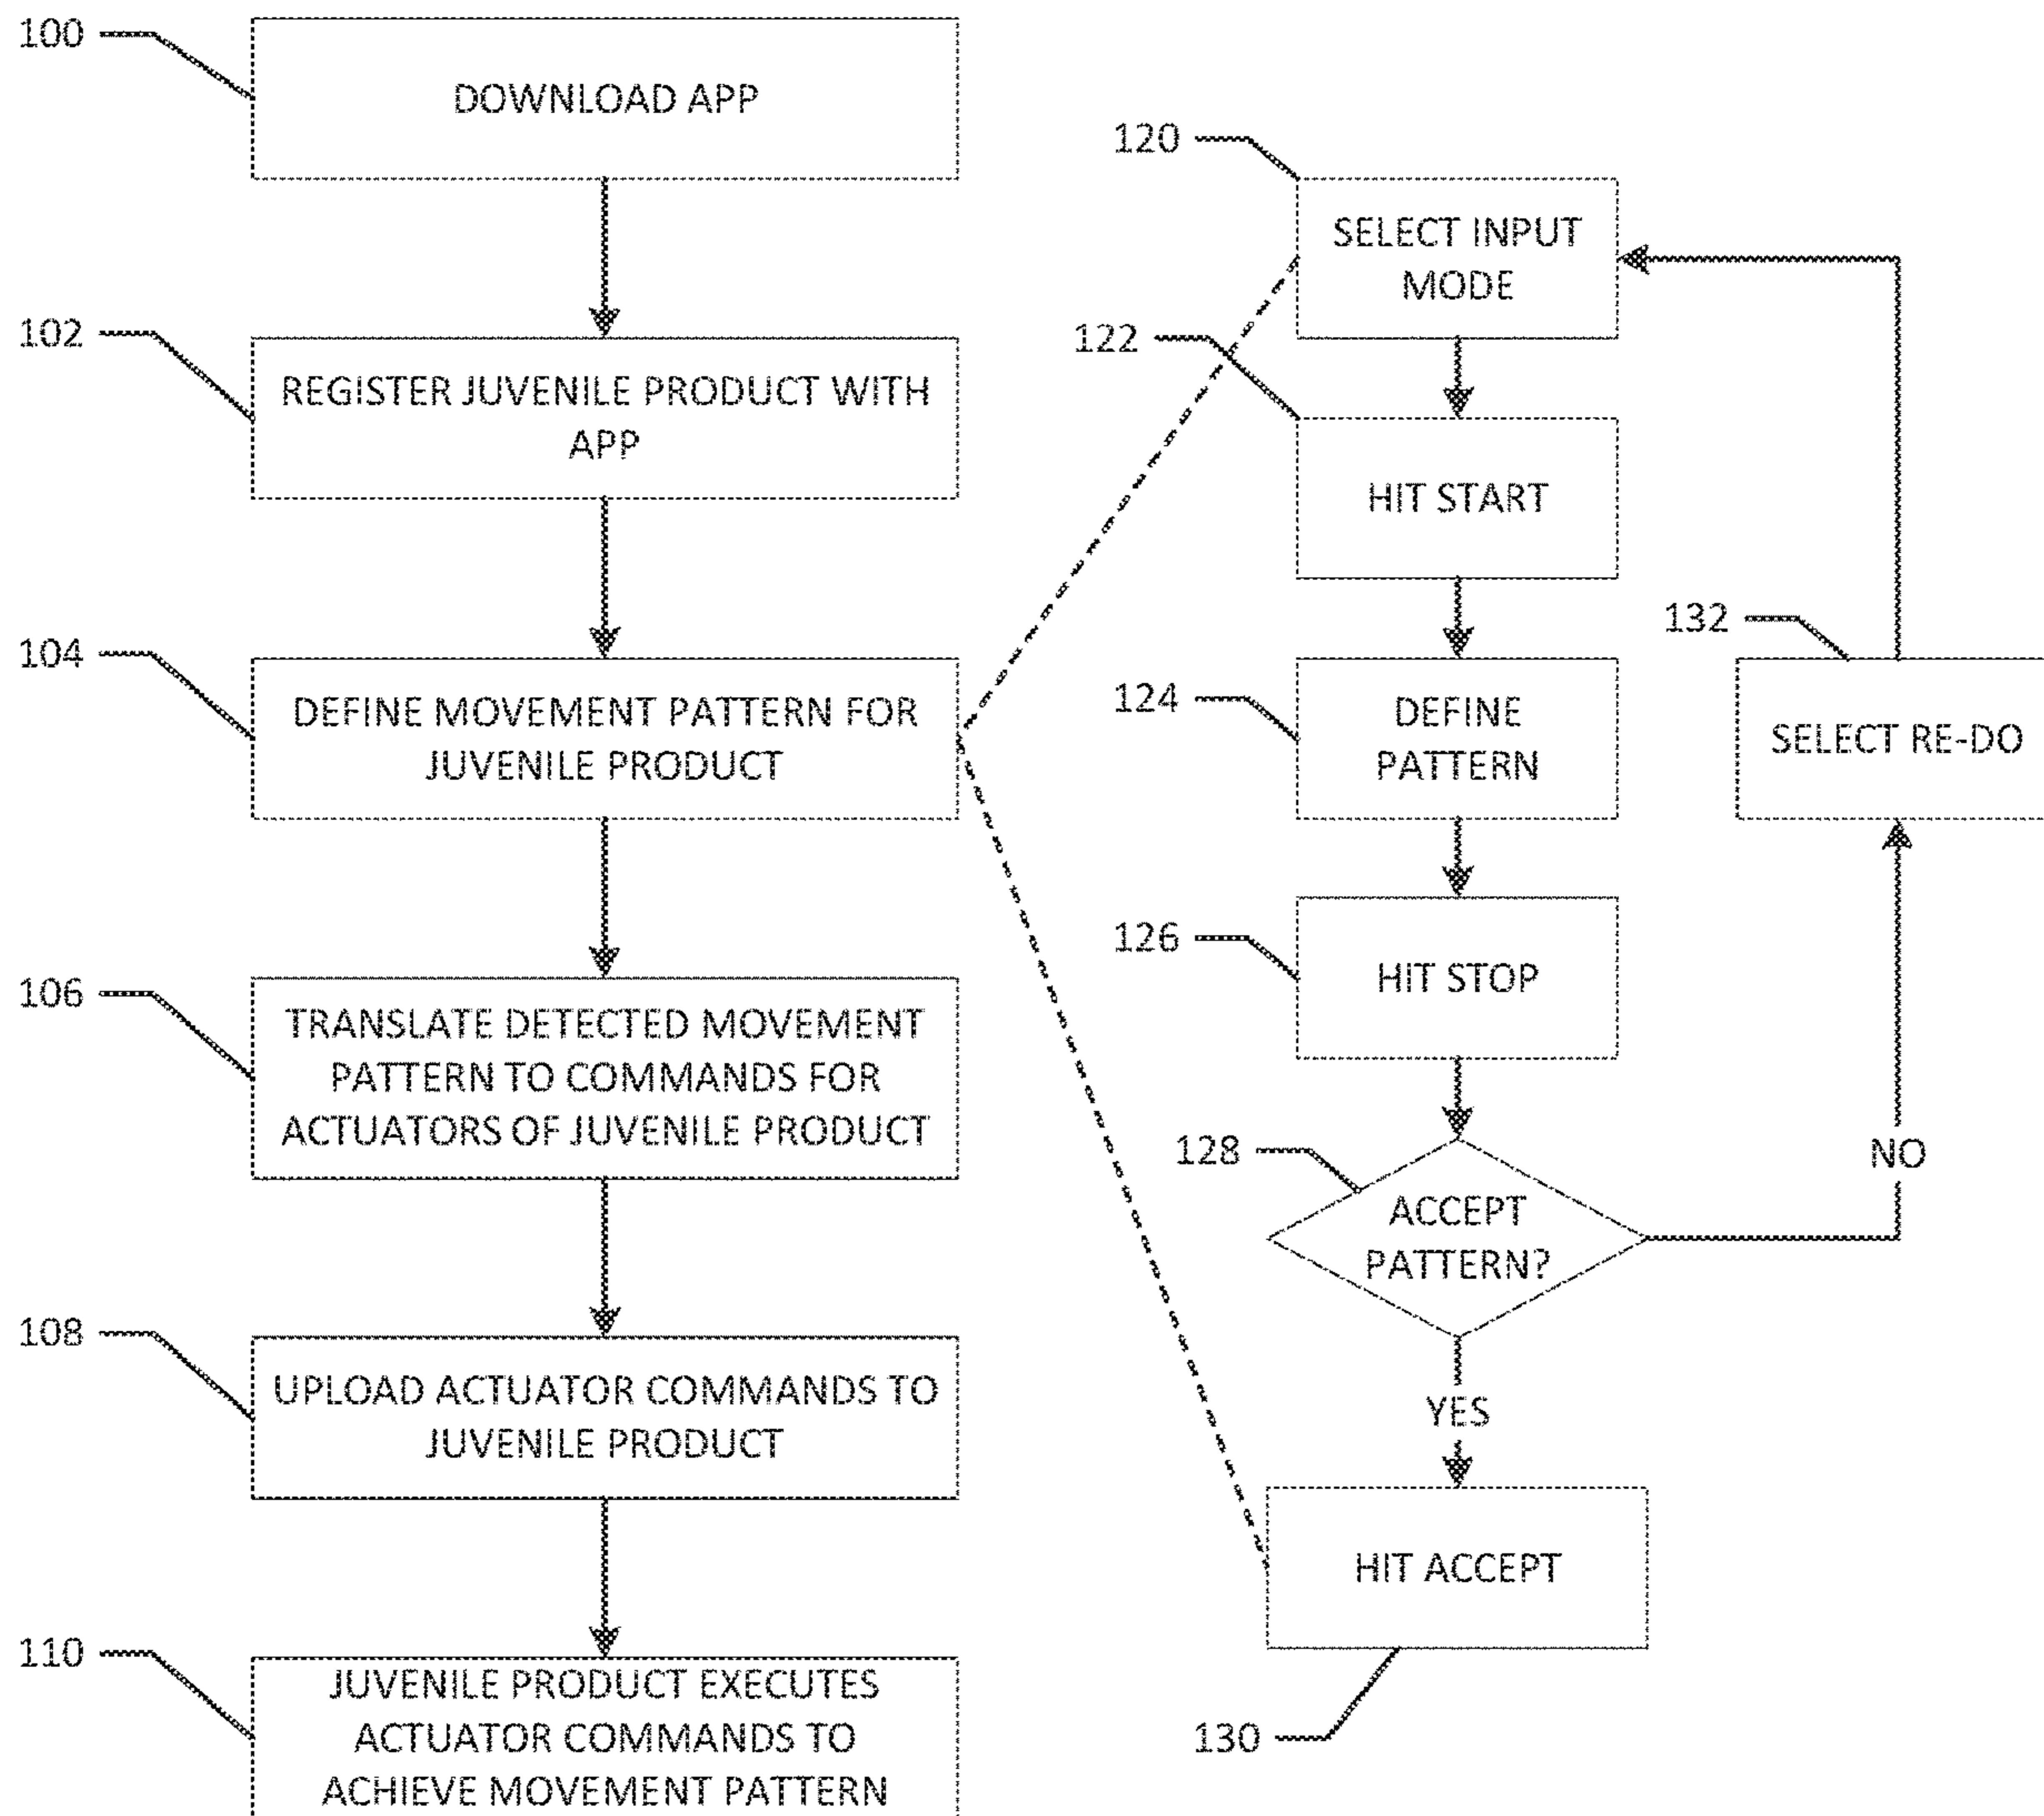 100
DOWNLOAD APP
102
REGISTER JUVENILE PRODUCT WITH
APP
104
DEFINE MOVEMENT PATTERN FOR
JUVENILE PRODUCT
106
TRANSLATE DETECTED MOVEMENT
PATTERN TO COMMANDS FOR
ACTUATORS OF JUVENILE PRODUCT
108
UPLOAD ACTUATOR COMMANDS TO
JUVENILE PRODUCT
110
JUVENILE PRODUCT EXECUTES
ACTUATOR COMMANDS TO
ACHIEVE MOVEMENT PATTERN
120
SELECT INPUT
MODE
122
HIT START
124
DEFINE
PATTERN
126
HIT STOP
128
ACCEPT
PATTERN?
YES
HIT ACCEPT
130
NO
132
SELECT RE-DO